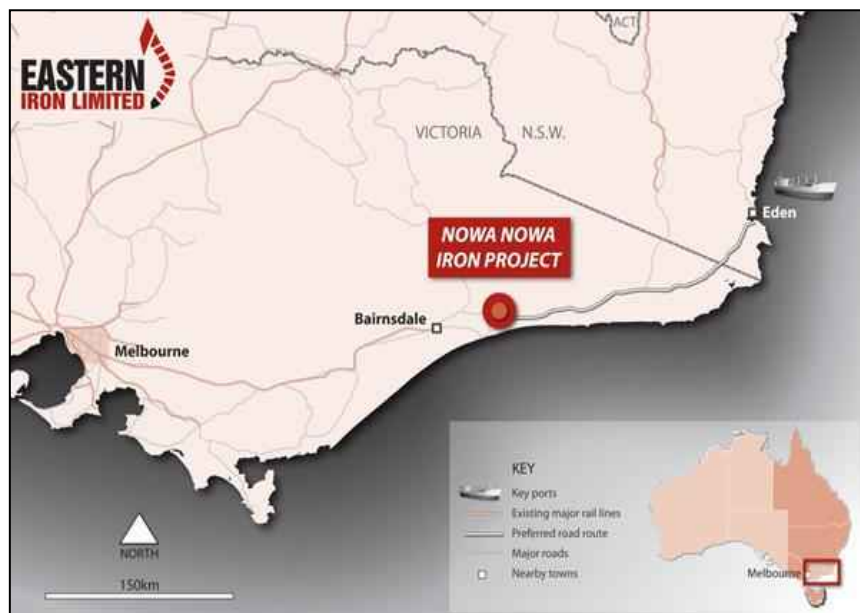 EASTERN
IRON LIMITED
ACT
VICTORIA
N.S.W.
Eden
NOWA NOWA
IRON PROJECT
Bairnsdale
Melbourne
KEY
Key ports
Existing major rail lines
Preferred road route
Major roads
Nearby towns
Melbourne
NORTH
150km